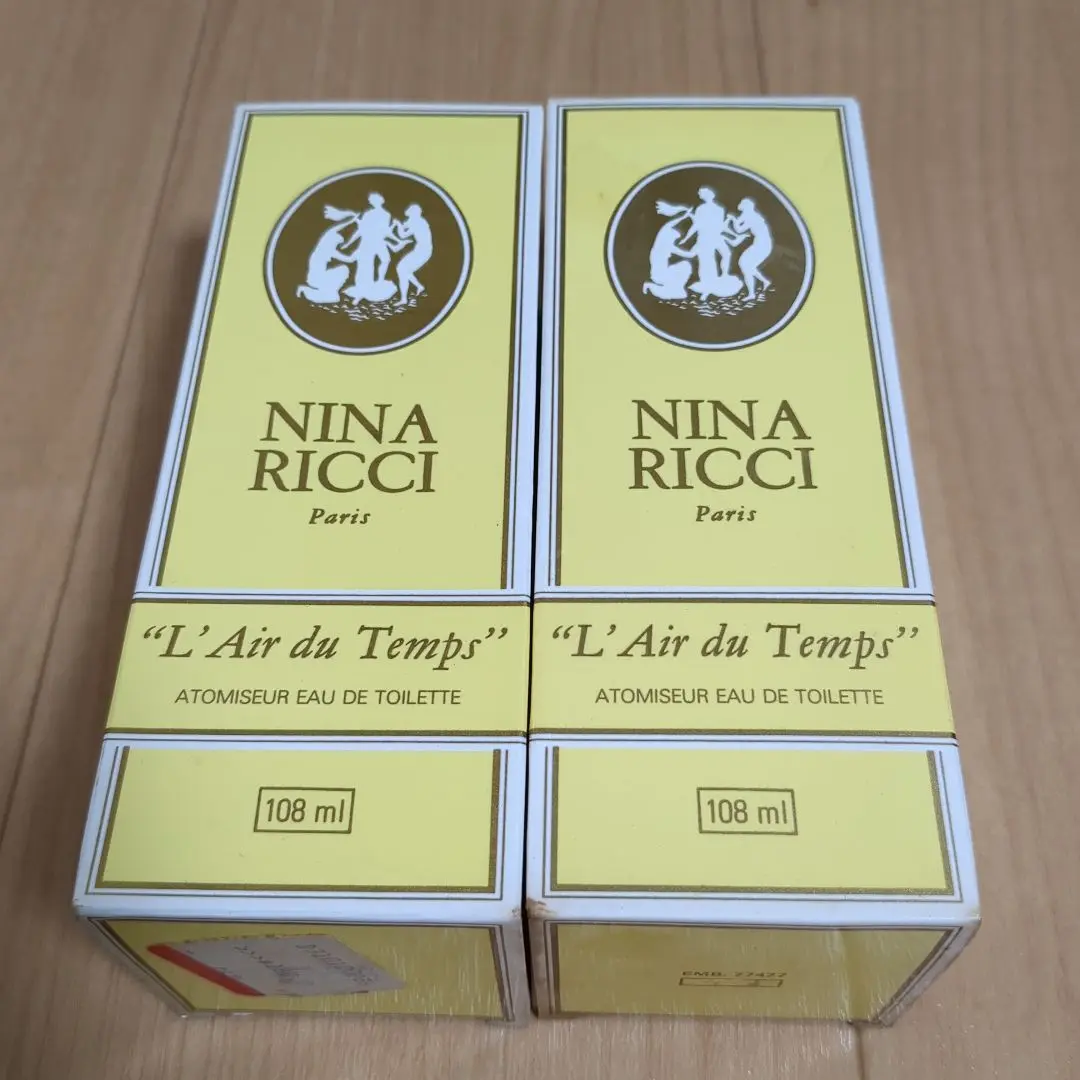 NINA
RICCI
Paris
"L'Air du Temps"
ATOMISEUR EAU DE TOILETTE
108 ml
NINA
RICCI
Paris
"L'Air du Temps"
ATOMISEUR EAU DE TOILETTE
108 ml
EMB. 27427